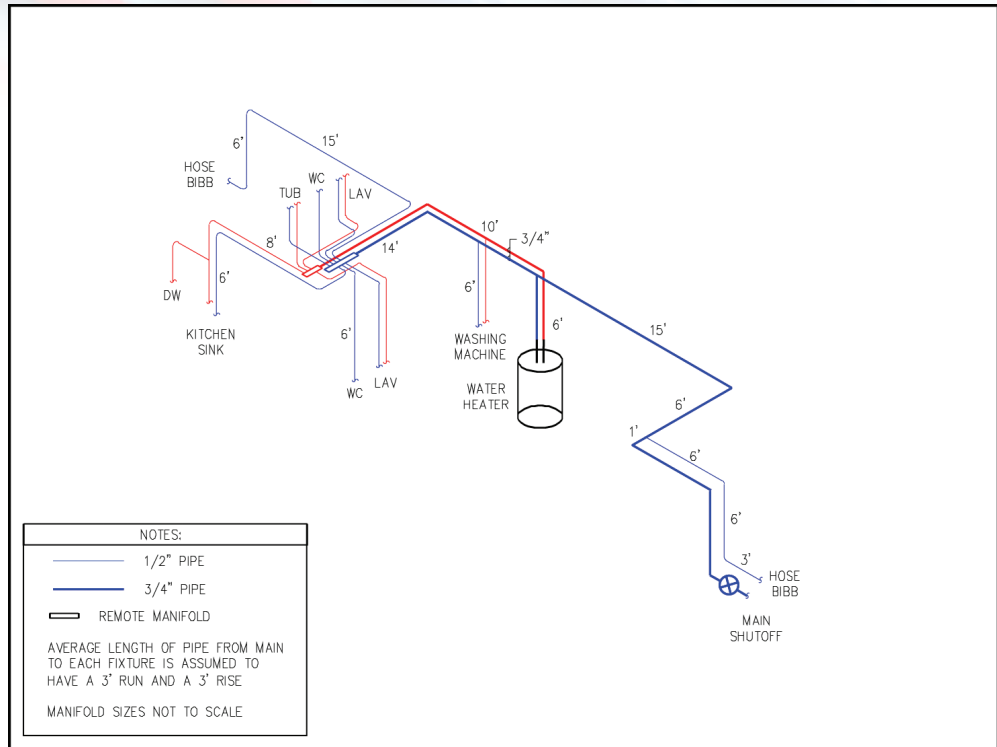 15'
6'
HOSE
BIBB
WC
TUB
LAV
10'
3/4"
8'
14'
6'
DW
6'
KITCHEN
SINK
6'
WASHING
MACHINE
6'
15'
WC
LAV
WATER
HEATER
6'
1'
6'
6'
3'
HOSE
BIBB
MAIN
SHUTOFF
NOTES:
1/2" PIPE
3/4" PIPE
REMOTE MANIFOLD
AVERAGE LENGTH OF PIPE FROM MAIN
TO EACH FIXTURE IS ASSUMED TO
HAVE A 3' RUN AND A 3' RISE
MANIFOLD SIZES NOT TO SCALE